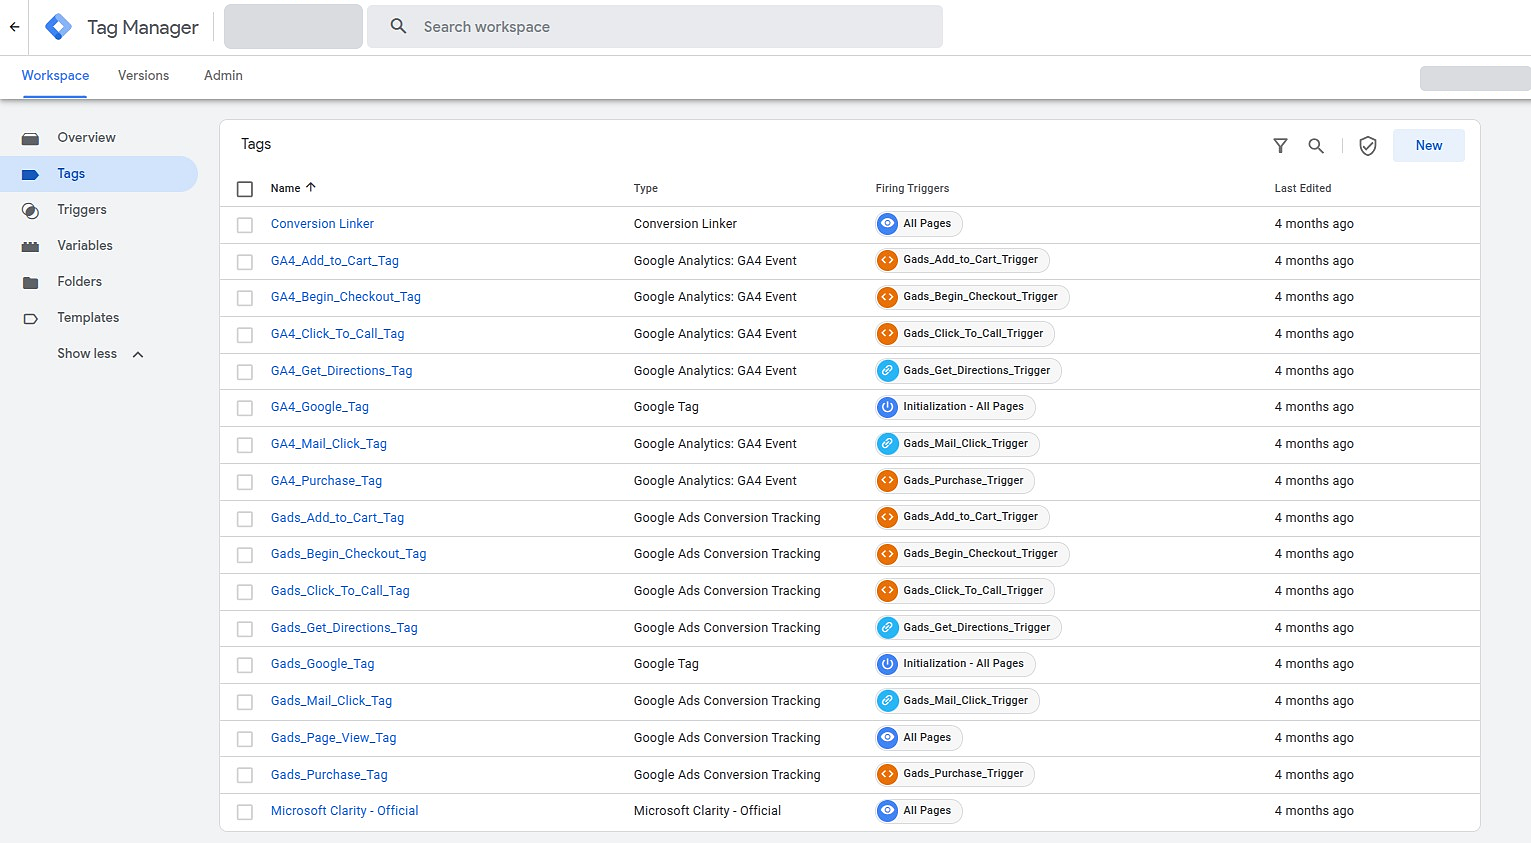 Tag Manager
Search workspace
Workspace Versions Admin
Overview
Tags
Triggers
Variables
Folders
Templates
Show less
Tags
New
Name Type Firing Triggers Last Edited
Conversion Linker Conversion Linker All Pages 4 months ago
GA4_Add_to_Cart_Tag Google Analytics: GA4 Event Gads_Add_to_Cart_Trigger 4 months ago
GA4_Begin_Checkout_Tag Google Analytics: GA4 Event Gads_Begin_Checkout_Trigger 4 months ago
GA4_Click_To_Call_Tag Google Analytics: GA4 Event Gads_Click_To_Call_Trigger 4 months ago
GA4_Get_Directions_Tag Google Analytics: GA4 Event Gads_Get_Directions_Trigger 4 months ago
GA4_Google_Tag Google Tag Initialization - All Pages 4 months ago
GA4_Mail_Click_Tag Google Analytics: GA4 Event Gads_Mail_Click_Trigger 4 months ago
GA4_Purchase_Tag Google Analytics: GA4 Event Gads_Purchase_Trigger 4 months ago
Gads_Add_to_Cart_Tag Google Ads Conversion Tracking Gads_Add_to_Cart_Trigger 4 months ago
Gads_Begin_Checkout_Tag Google Ads Conversion Tracking Gads_Begin_Checkout_Trigger 4 months ago
Gads_Click_To_Call_Tag Google Ads Conversion Tracking Gads_Click_To_Call_Trigger 4 months ago
Gads_Get_Directions_Tag Google Ads Conversion Tracking Gads_Get_Directions_Trigger 4 months ago
Gads_Google_Tag Google Tag Initialization - All Pages 4 months ago
Gads_Mail_Click_Tag Google Ads Conversion Tracking Gads_Mail_Click_Trigger 4 months ago
Gads_Page_View_Tag Google Ads Conversion Tracking All Pages 4 months ago
Gads_Purchase_Tag Google Ads Conversion Tracking Gads_Purchase_Trigger 4 months ago
Microsoft Clarity - Official Microsoft Clarity - Official All Pages 4 months ago